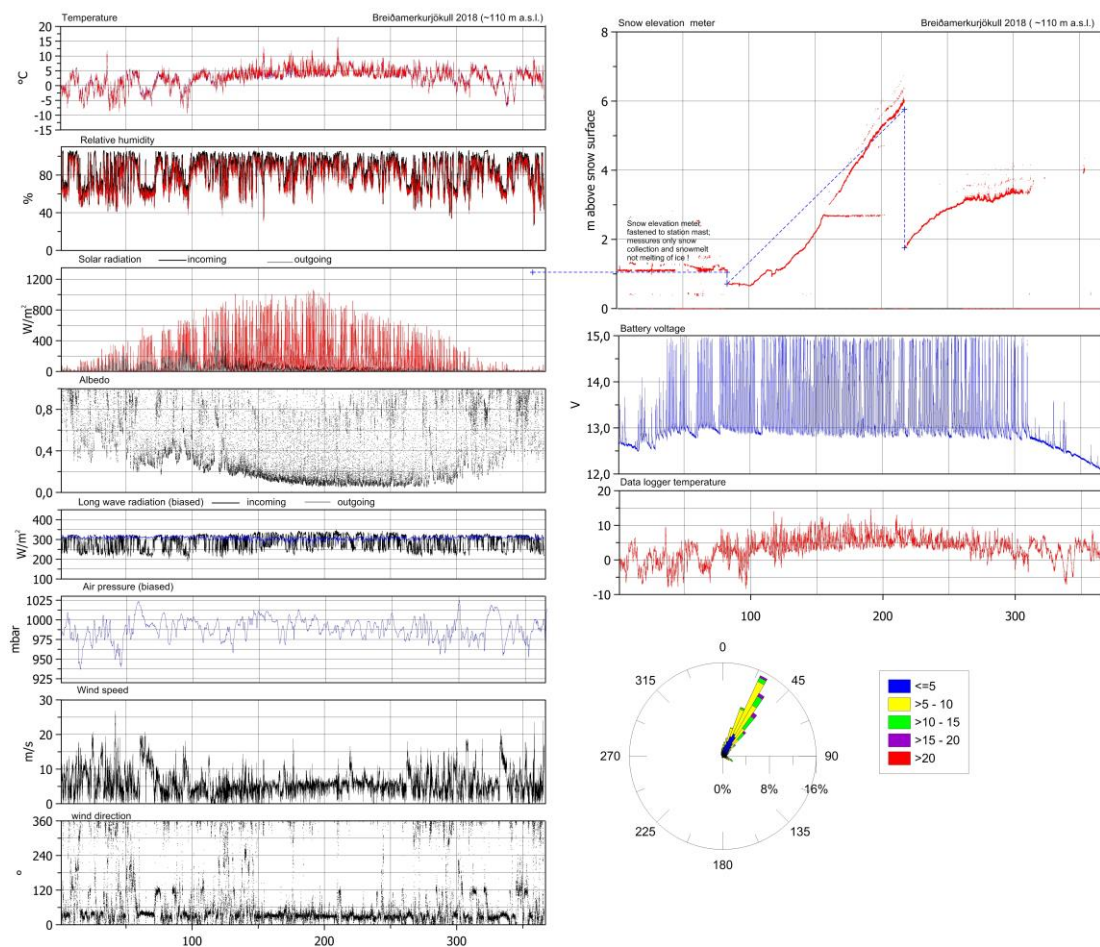 Temperature
Breiðamerkurjökull 2018 (~110 m a.s.l.)
20
15
10
5
0
-5
-10
-15
ºC
Relative humidity
80
40
0
%
Solar radiation
incoming
outgoing
1200
800
400
0
W/m²
Albedo
0,8
0,4
0,0
Long wave radiation (biased)
incoming
outgoing
400
300
200
100
W/m²
Air pressure (biased)
1025
1000
975
950
925
mbar
Wind speed
30
20
10
0
m/s
wind direction
360
240
120
0
º
100
200
300
Snow elevation meter
Breiðamerkurjökull 2018 ( ~110 m a.s.l.)
8
6
4
2
0
m above snow surface
Snow elevation meter;
fastened to station mast;
messures only snow
collection and snowmelt
not melting of ice !
Battery voltage
15,0
14,0
13,0
12,0
V
Data logger temperature
20
10
0
-10
100
200
300
0
45
90
135
180
225
270
315
0%
8%
16%
<=5
>5 - 10
>10 - 15
>15 - 20
>20